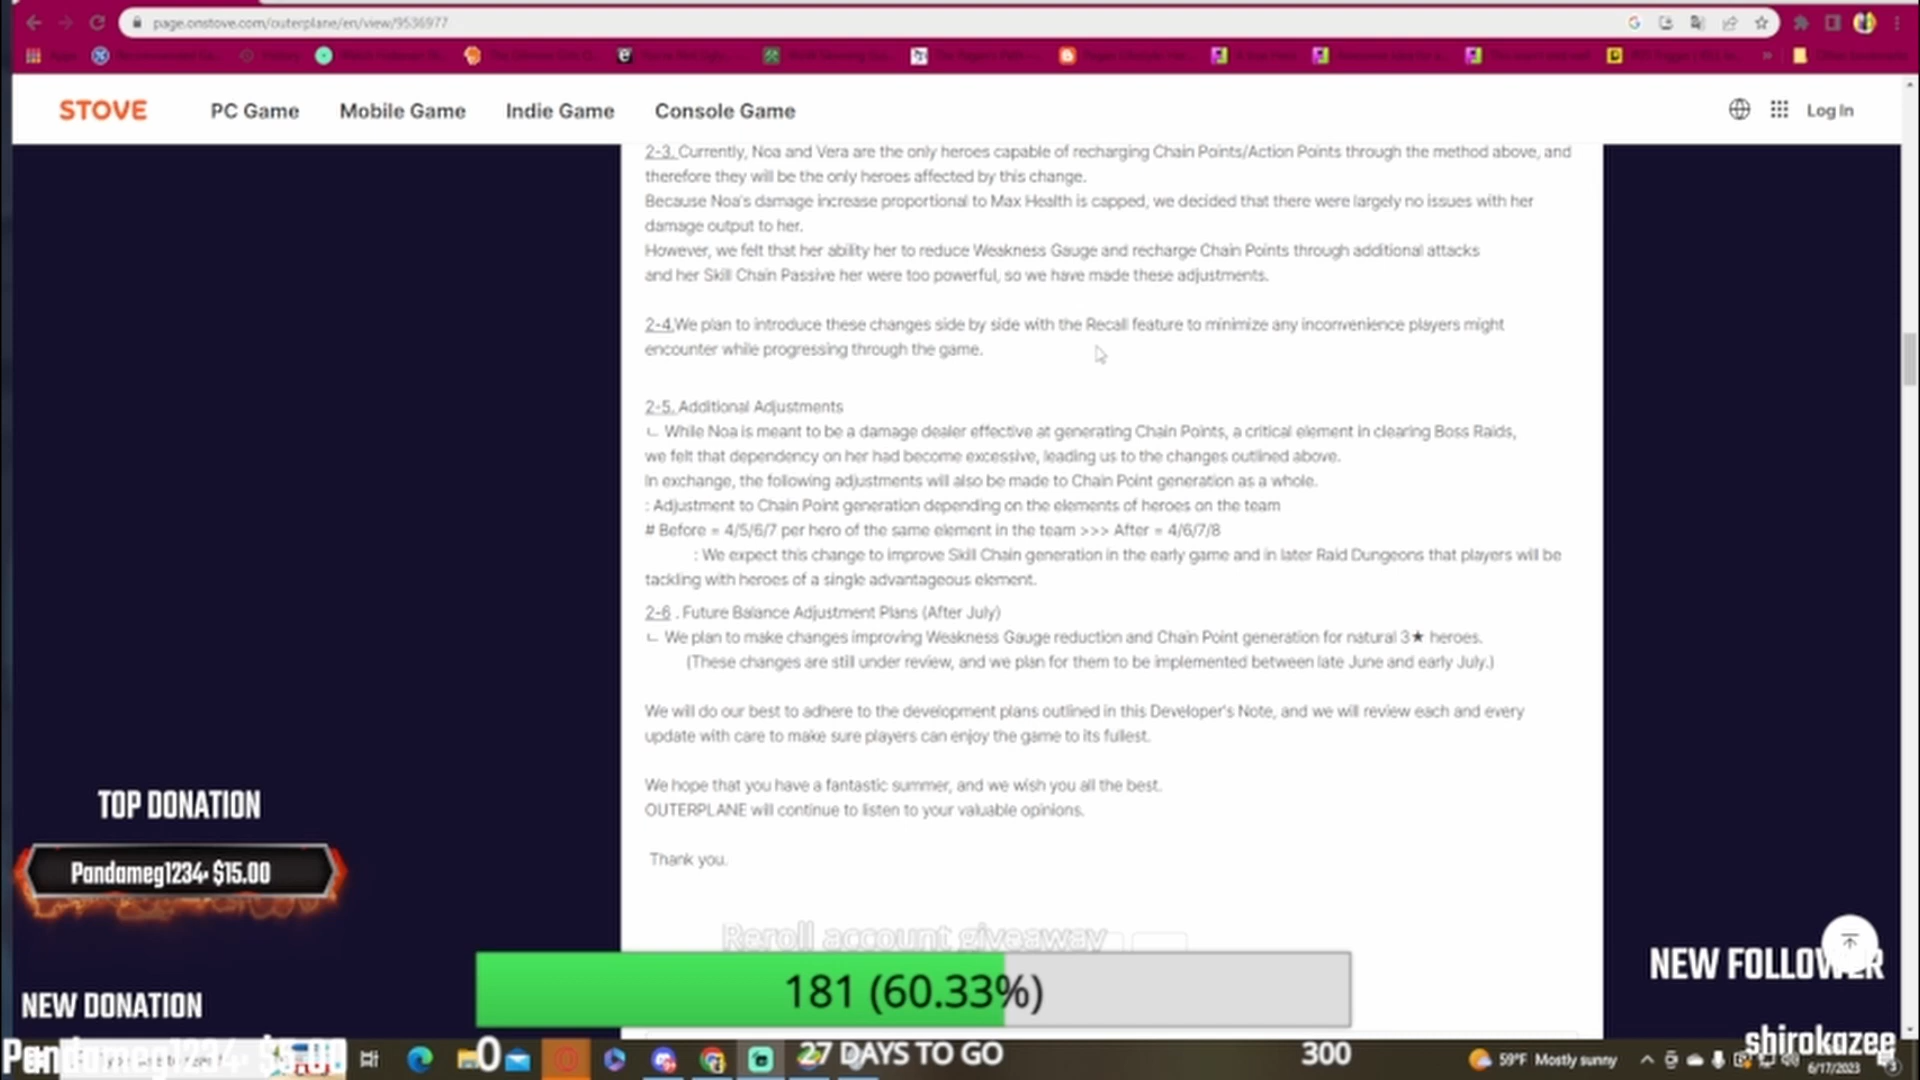 page.onstove.com/outerplane/en/view/9536977
STOVE PC Game Mobile Game Indie Game Console Game Log In
2-3. Currently, Noa and Vera are the only heroes capable of recharging Chain Points/Action Points through the method above, and
therefore they will be the only heroes affected by this change.
Because Noa's damage increase proportional to Max Health is capped, we decided that there were largely no issues with her
damage output to her.
However, we felt that her ability her to reduce Weakness Gauge and recharge Chain Points through additional attacks
and her Skill Chain Passive her were too powerful, so we have made these adjustments.
2-4.We plan to introduce these changes side by side with the Recall feature to minimize any inconvenience players might
encounter while progressing through the game.
2-5. Additional Adjustments
ㄴ While Noa is meant to be a damage dealer effective at generating Chain Points, a critical element in clearing Boss Raids,
we felt that dependency on her had become excessive, leading us to the changes outlined above.
In exchange, the following adjustments will also be made to Chain Point generation as a whole.
: Adjustment to Chain Point generation depending on the elements of heroes on the team
# Before = 4/5/6/7 per hero of the same element in the team >>> After = 4/6/7/8
: We expect this change to improve Skill Chain generation in the early game and in later Raid Dungeons that players will be
tackling with heroes of a single advantageous element.
2-6 . Future Balance Adjustment Plans (After July)
ㄴ We plan to make changes improving Weakness Gauge reduction and Chain Point generation for natural 3★ heroes.
(These changes are still under review, and we plan for them to be implemented between late June and early July.)
We will do our best to adhere to the development plans outlined in this Developer's Note, and we will review each and every
update with care to make sure players can enjoy the game to its fullest.
We hope that you have a fantastic summer, and we wish you all the best.
OUTERPLANE will continue to listen to your valuable opinions.
Thank you.
TOP DONATION
Pandameg1234: $15.00
NEW DONATION
Pandameg1234: $5.00
Reroll account giveaway
181 (60.33%)
0 27 DAYS TO GO 300
NEW FOLLOWER
shirokazee
59°F Mostly sunny
6/17/2023